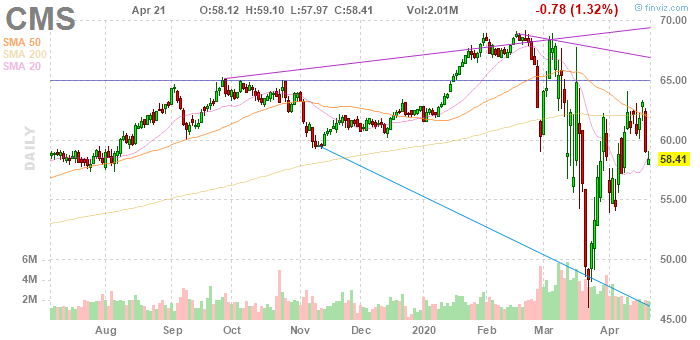 CMS Apr 21 O:58.12 H:59.10 L:57.97 C:58.41 Vol:2.01M -0.78 (1.32%) © finviz.com
SMA 50
SMA 200
SMA 20
DAILY
70.00
65.00
60.00
58.41
55.00
50.00
45.00
6M
4M
2M
Aug Sep Oct Nov Dec 2020 Feb Mar Apr